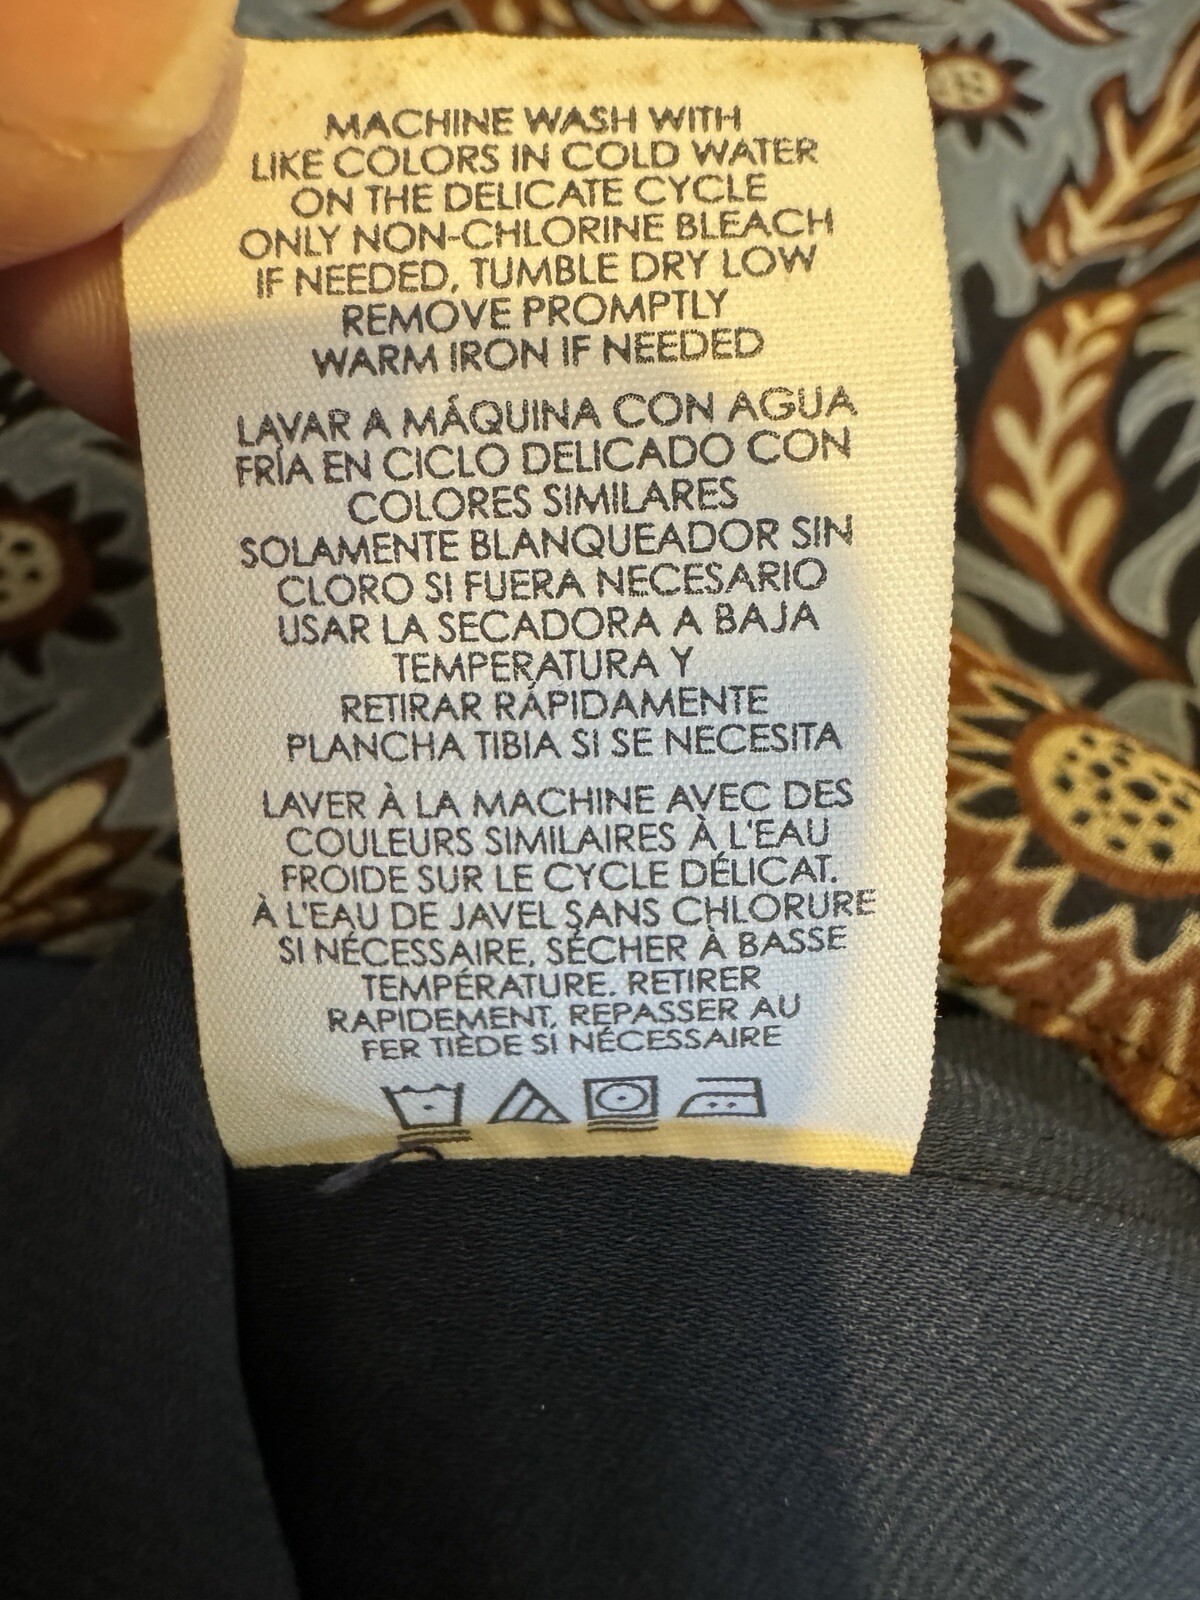 MACHINE WASH WITH
LIKE COLORS IN COLD WATER
ON THE DELICATE CYCLE
ONLY NON-CHLORINE BLEACH
IF NEEDED, TUMBLE DRY LOW
REMOVE PROMPTLY
WARM IRON IF NEEDED
LAVAR A MÁQUINA CON AGUA
FRÍA EN CICLO DELICADO CON
COLORES SIMILARES
SOLAMENTE BLANQUEADOR SIN
CLORO SI FUERA NECESARIO
USAR LA SECADORA A BAJA
TEMPERATURA Y
RETIRAR RÁPIDAMENTE
PLANCHA TIBIA SI SE NECESITA
LAVER À LA MACHINE AVEC DES
COULEURS SIMILAIRES À L'EAU
FROIDE SUR LE CYCLE DÉLICAT.
À L'EAU DE JAVEL SANS CHLORURE
SI NÉCESSAIRE, SÉCHER À BASSE
TEMPÉRATURE. RETIRER
RAPIDEMENT, REPASSER AU
FER TIÈDE SI NÉCESSAIRE